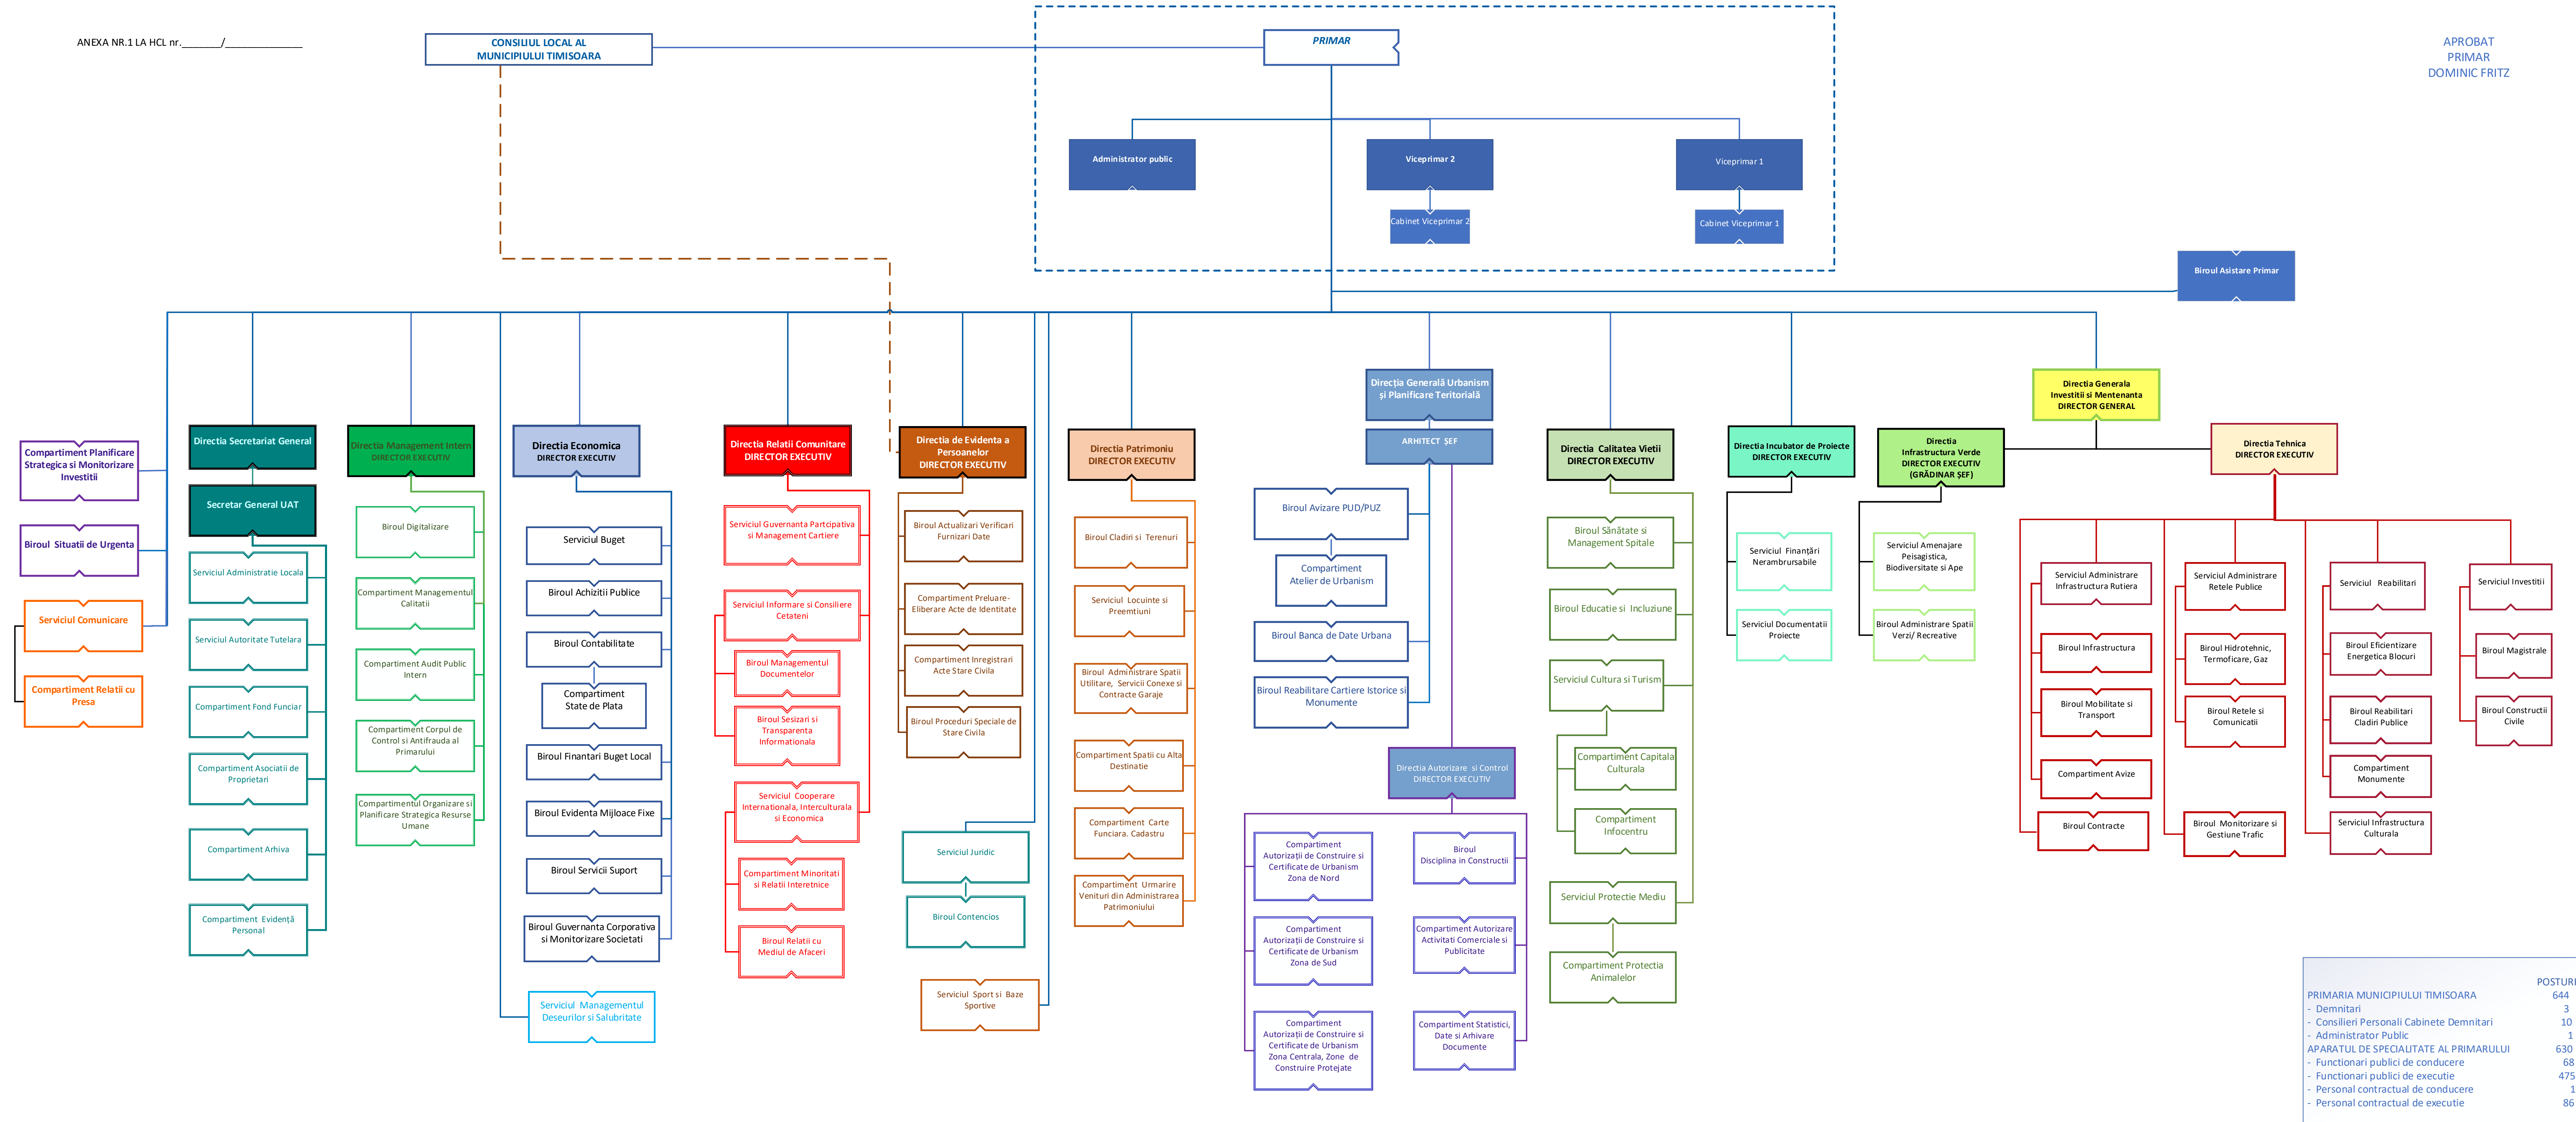 ANEXA NR.1 LA HCL nr.______/____________
CONSILIUL LOCAL AL
MUNICIPIULUI TIMISOARA
PRIMAR
APROBAT
PRIMAR
DOMINIC FRITZ
Administrator public
Viceprimar 2
Viceprimar 1
Cabinet Viceprimar 2
Cabinet Viceprimar 1
Biroul Asistare Primar
Compartiment Planificare
Strategica si Monitorizare
Investitii
Biroul Situatii de Urgenta
Serviciul Comunicare
Compartiment Relatii cu
Presa
Directia Secretariat General
Secretar General UAT
Serviciul Administratie Locala
Serviciul Autoritate Tutelara
Compartiment Fond Funciar
Compartiment Asociatii de
Proprietari
Compartiment Arhiva
Compartiment Evidență
Personal
Directia Management Intern
DIRECTOR EXECUTIV
Biroul Digitalizare
Compartiment Managementul
Calitatii
Compartiment Audit Public
Intern
Compartiment Corpul de
Control si Antifrauda al
Primarului
Compartimentul Organizare si
Planificare Strategica Resurse
Umane
Directia Economica
DIRECTOR EXECUTIV
Serviciul Buget
Biroul Achizitii Publice
Biroul Contabilitate
Compartiment
State de Plata
Biroul Finantari Buget Local
Biroul Evidenta Mijloace Fixe
Biroul Servicii Suport
Biroul Guvernanta Corporativa
si Monitorizare Societati
Serviciul Managementul
Deseurilor si Salubritate
Directia Relatii Comunitare
DIRECTOR EXECUTIV
Serviciul Guvernanta Partcipativa
si Management Cartiere
Serviciul Informare si Consiliere
Cetateni
Biroul Managementul
Documentelor
Biroul Sesizari si
Transparenta
Informationala
Serviciul Cooperare
Internationala, Interculturala
si Economica
Compartiment Minoritati
si Relatii Interetnice
Biroul Relatii cu
Mediul de Afaceri
Directia de Evidenta a
Persoanelor
DIRECTOR EXECUTIV
Biroul Actualizari Verificari
Furnizari Date
Compartiment Preluare-
Eliberare Acte de Identitate
Compartiment Inregistrari
Acte Stare Civila
Biroul Proceduri Speciale de
Stare Civila
Serviciul Juridic
Biroul Contencios
Serviciul Sport si Baze
Sportive
Directia Patrimoniu
DIRECTOR EXECUTIV
Biroul Cladiri si Terenuri
Serviciul Locuinte si
Preemtiuni
Biroul Administrare Spatii
Utilitare, Servicii Conexe si
Contracte Garaje
Compartiment Spatii cu Alta
Destinatie
Compartiment Carte
Funciara. Cadastru
Compartiment Urmarire
Venituri din Administrarea
Patrimoniului
Direcția Generală Urbanism
și Planificare Teritorială
ARHITECT ȘEF
Biroul Avizare PUD/PUZ
Compartiment
Atelier de Urbanism
Biroul Banca de Date Urbana
Biroul Reabilitare Cartiere Istorice si
Monumente
Directia Autorizare si Control
DIRECTOR EXECUTIV
Compartiment
Autorizații de Construire si
Certificate de Urbanism
Zona de Nord
Compartiment
Autorizații de Construire si
Certificate de Urbanism
Zona de Sud
Compartiment
Autorizații de Construire si
Certificate de Urbanism
Zona Centrala, Zone de
Construire Protejate
Biroul
Disciplina in Constructii
Compartiment Autorizare
Activitati Comerciale si
Publicitate
Compartiment Statistici,
Date si Arhivare
Documente
Directia Calitatea Vietii
DIRECTOR EXECUTIV
Biroul Sănătate si
Management Spitale
Biroul Educatie si Incluziune
Serviciul Cultura si Turism
Compartiment Capitala
Culturala
Compartiment
Infocentru
Serviciul Protectie Mediu
Compartiment Protectia
Animalelor
Directia Incubator de Proiecte
DIRECTOR EXECUTIV
Serviciul Finanțări
Nerambrursabile
Serviciul Documentatii
Proiecte
Directia Generala
Investitii si Mentenanta
DIRECTOR GENERAL
Directia
Infrastructura Verde
DIRECTOR EXECUTIV
(GRĂDINAR ȘEF)
Serviciul Amenajare
Peisagistica,
Biodiversitate si Ape
Biroul Administrare Spatii
Verzi/ Recreative
Directia Tehnica
DIRECTOR EXECUTIV
Serviciul Administrare
Infrastructura Rutiera
Biroul Infrastructura
Biroul Mobilitate si
Transport
Compartiment Avize
Biroul Contracte
Serviciul Administrare
Retele Publice
Biroul Hidrotehnic,
Termoficare, Gaz
Biroul Retele si
Comunicatii
Biroul Monitorizare si
Gestiune Trafic
Serviciul Reabilitari
Biroul Eficientizare
Energetica Blocuri
Biroul Reabilitari
Cladiri Publice
Compartiment
Monumente
Serviciul Infrastructura
Culturala
Serviciul Investitii
Biroul Magistrale
Biroul Constructii
Civile
POSTURI
PRIMARIA MUNICIPIULUI TIMISOARA 644
- Demnitari 3
- Consilieri Personali Cabinete Demnitari 10
- Administrator Public 1
APARATUL DE SPECIALITATE AL PRIMARULUI 630
- Functionari publici de conducere 68
- Functionari publici de executie 475
- Personal contractual de conducere 1
- Personal contractual de executie 86